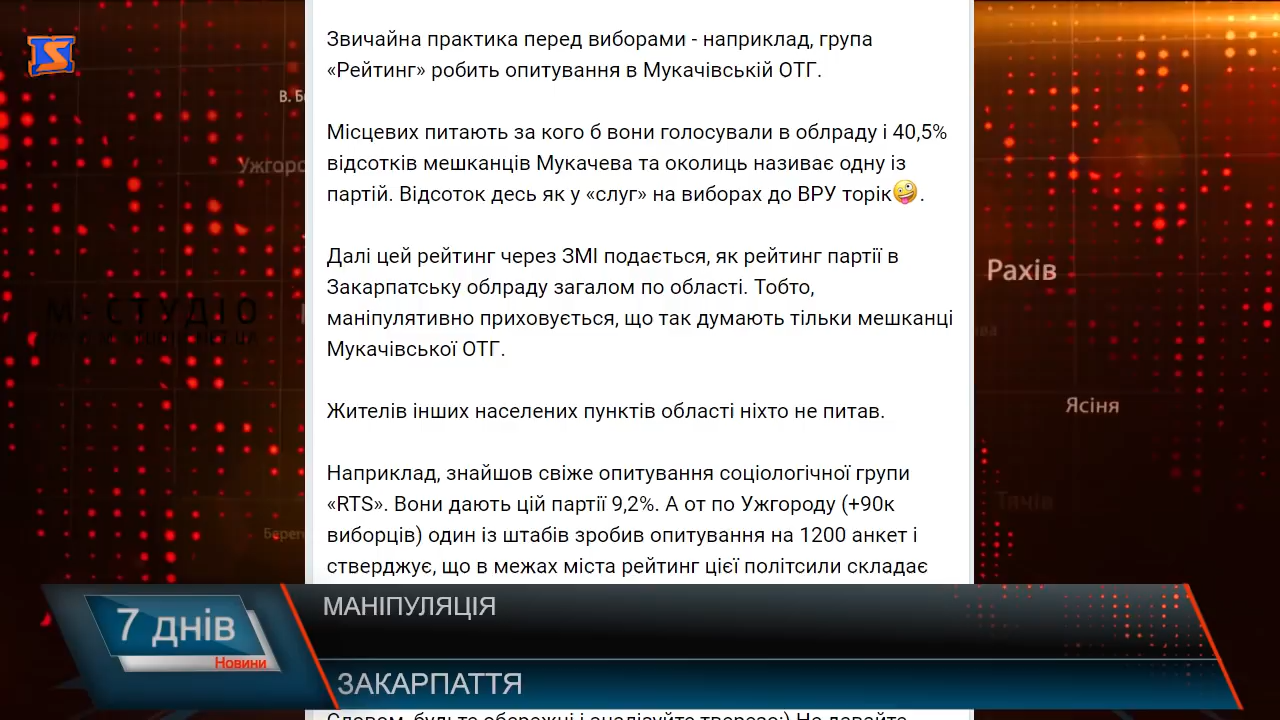 Звичайна практика перед виборами - наприклад, група
«Рейтинг» робить опитування в Мукачівській ОТГ.
Місцевих питають за кого б вони голосували в облраду і 40,5%
відсотків мешканців Мукачева та околиць називає одну із
партій. Відсоток десь як у «слуг» на виборах до ВРУ торік🤪.
Далі цей рейтинг через ЗМІ подається, як рейтинг партії в
Закарпатську облраду загалом по області. Тобто,
маніпулятивно приховується, що так думають тільки мешканці
Мукачівської ОТГ.
Жителів інших населених пунктів області ніхто не питав.
Наприклад, знайшов свіже опитування соціологічної групи
«RTS». Вони дають цій партії 9,2%. А от по Ужгороду (+90к
виборців) один із штабів зробив опитування на 1200 анкет і
стверджує, що в межах міста рейтинг цієї політсили складає
Ужгоро
М-СТУДІО
Рахів
Ясіня
Тячів
Берег
7 днів
Новини
МАНІПУЛЯЦІЯ
ЗАКАРПАТТЯ